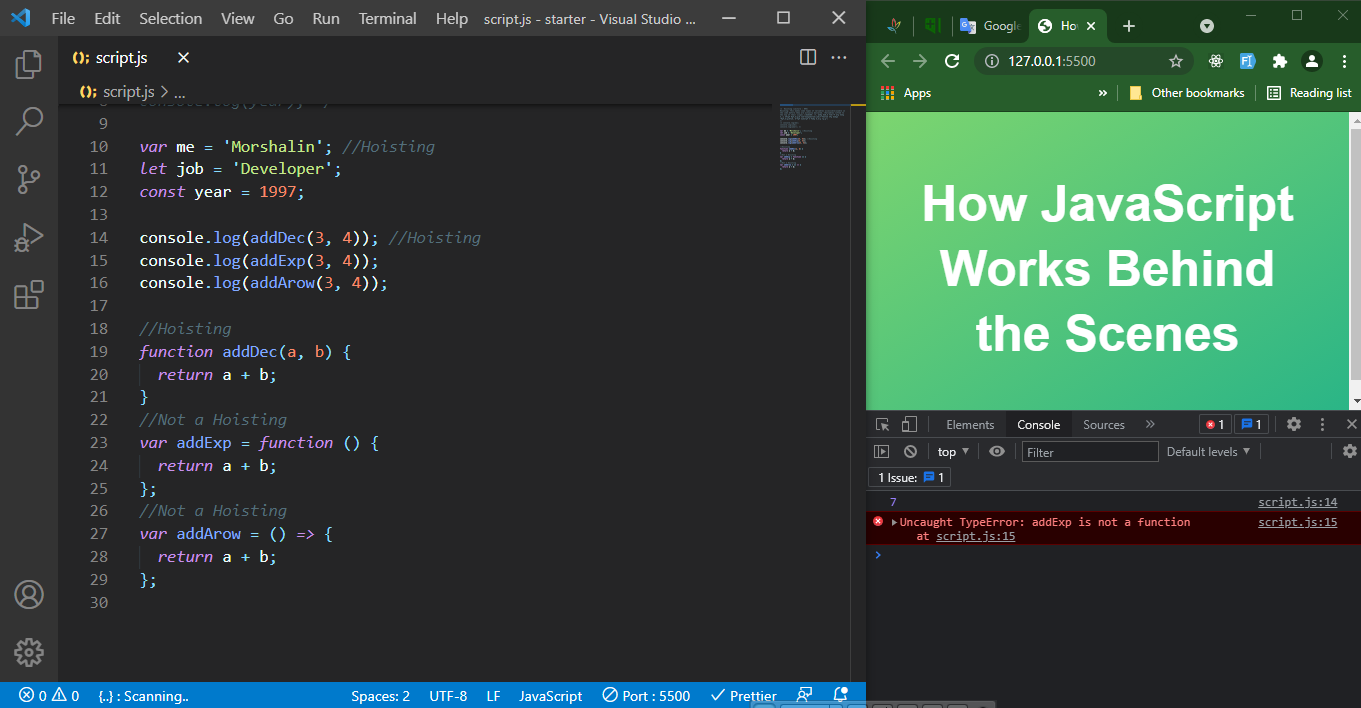 File Edit Selection View Go Run Terminal Help script.js - starter - Visual Studio ...
script.js
script.js > ...
9
10 var me = 'Morshalin'; //Hoisting
11 let job = 'Developer';
12 const year = 1997;
13
14 console.log(addDec(3, 4)); //Hoisting
15 console.log(addExp(3, 4));
16 console.log(addArow(3, 4));
17
18 //Hoisting
19 function addDec(a, b) {
20 return a + b;
21 }
22 //Not a Hoisting
23 var addExp = function () {
24 return a + b;
25 };
26 //Not a Hoisting
27 var addArow = () => {
28 return a + b;
29 };
30
0 0 {..} : Scanning.. Spaces: 2 UTF-8 LF JavaScript Port : 5500 Prettier
Google Ho
127.0.0.1:5500
Apps » Other bookmarks Reading list
How JavaScript
Works Behind
the Scenes
Elements Console Sources » 1 1
top Filter Default levels
1 Issue: 1
7 script.js:14
Uncaught TypeError: addExp is not a function script.js:15
at script.js:15